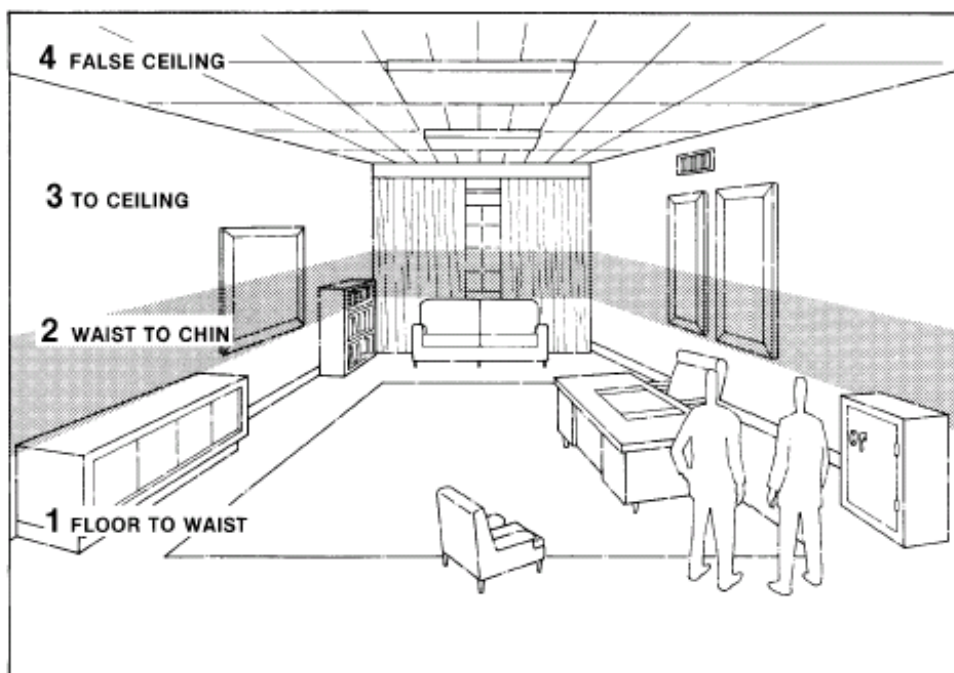 4 FALSE CEILING
3 TO CEILING
2 WAIST TO CHIN
1 FLOOR TO WAIST